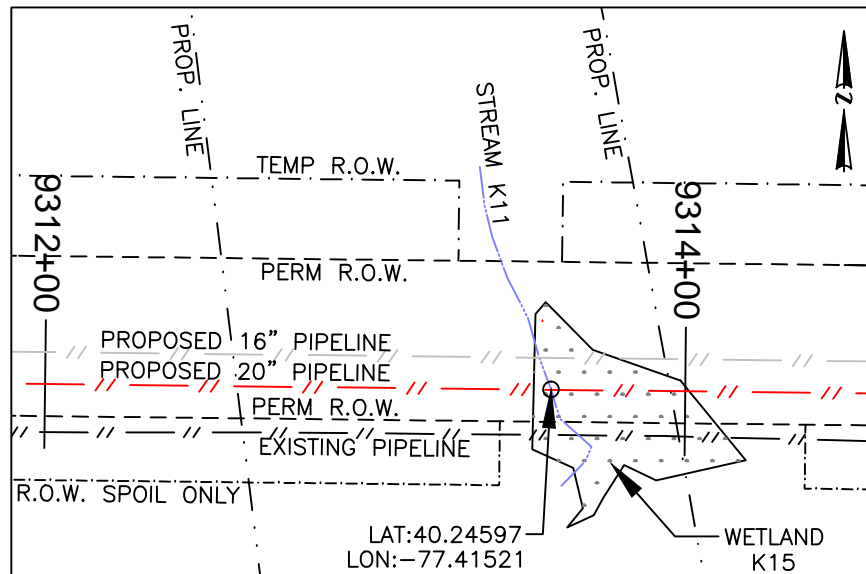 PROP. LINE
PROP. LINE
STREAM K11
N
TEMP R.O.W.
9312+00
9314+00
PERM R.O.W.
PROPOSED 16” PIPELINE
PROPOSED 20” PIPELINE
PERM R.O.W.
EXISTING PIPELINE
R.O.W. SPOIL ONLY
LAT:40.24597
LON:-77.41521
WETLAND
K15